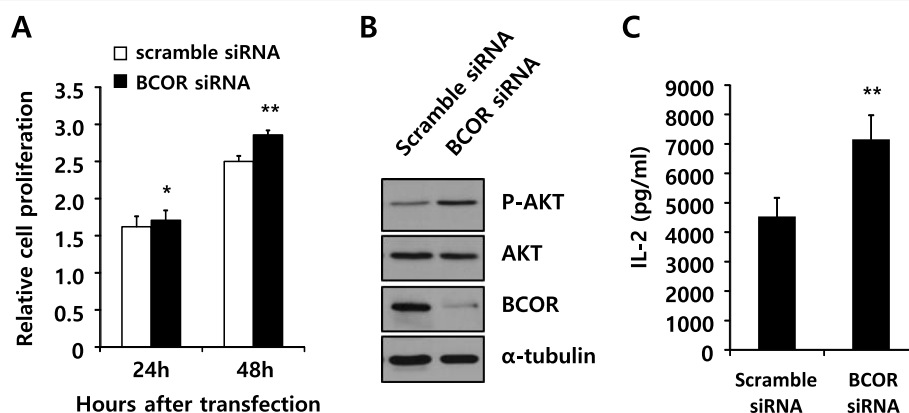 A
scramble siRNA
BCOR siRNA
Relative cell proliferation
3.5
3.0
2.5
2.0
1.5
1.0
0.5
0
*
**
24h
48h
Hours after transfection
B
Scramble siRNA
BCOR siRNA
P-AKT
AKT
BCOR
α-tubulin
C
IL-2 (pg/ml)
9000
8000
7000
6000
5000
4000
3000
2000
1000
0
**
Scramble
siRNA
BCOR
siRNA